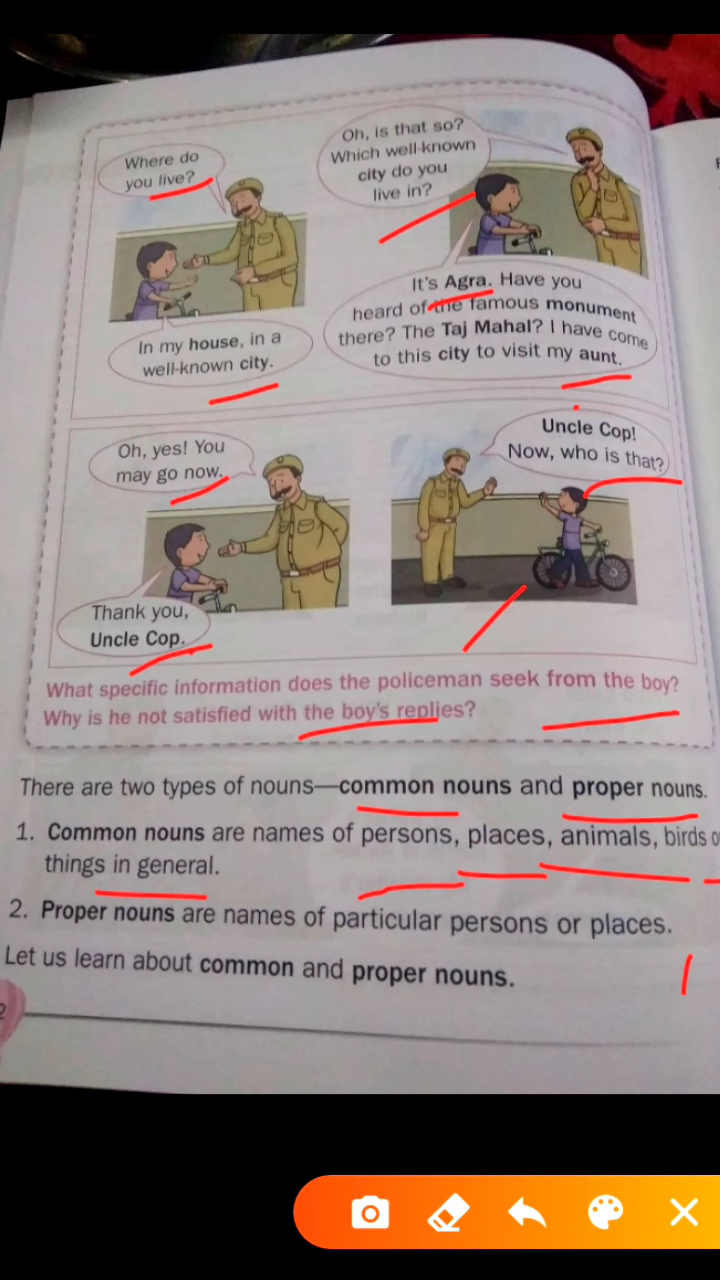 Where do
you live?
In my house, in a
well-known city.
Oh, is that so?
Which well-known
city do you
live in?
It's Agra. Have you
heard of the famous monument
there? The Taj Mahal? I have come
to this city to visit my aunt.
Oh, yes! You
may go now.
Thank you,
Uncle Cop.
Uncle Cop!
Now, who is that?
What specific information does the policeman seek from the boy?
Why is he not satisfied with the boy's replies?
There are two types of nouns—common nouns and proper nouns.
1. Common nouns are names of persons, places, animals, birds
things in general.
2. Proper nouns are names of particular persons or places.
Let us learn about common and proper nouns.